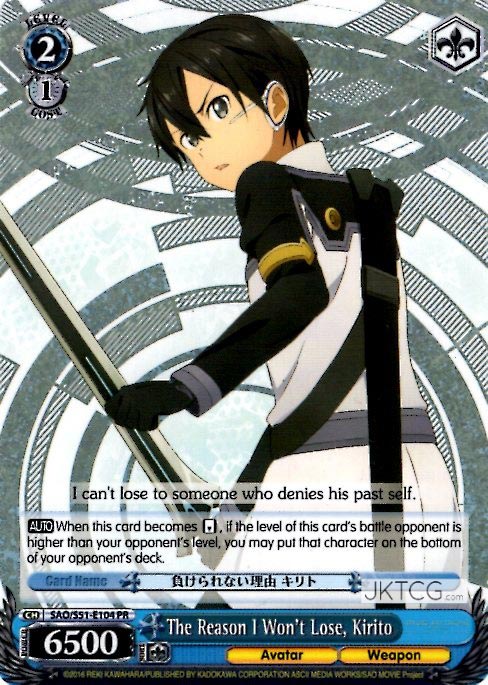 LEVEL
2
1
COST
I can't lose to someone who denies his past self.
AUTO When this card becomes , if the level of this card's battle opponent is
higher than your opponent's level, you may put that character on the bottom
of your opponent's deck.
Card Name 負けられない理由 キリト
JKTCG.com
CH SAO/S51-E104 PR
The Reason I Won't Lose, Kirito
POWER 6500
Avatar Weapon
©2016 REKI KAWAHARA/PUBLISHED BY KADOKAWA CORPORATION ASCII MEDIA WORKS/SAO MOVIE Project